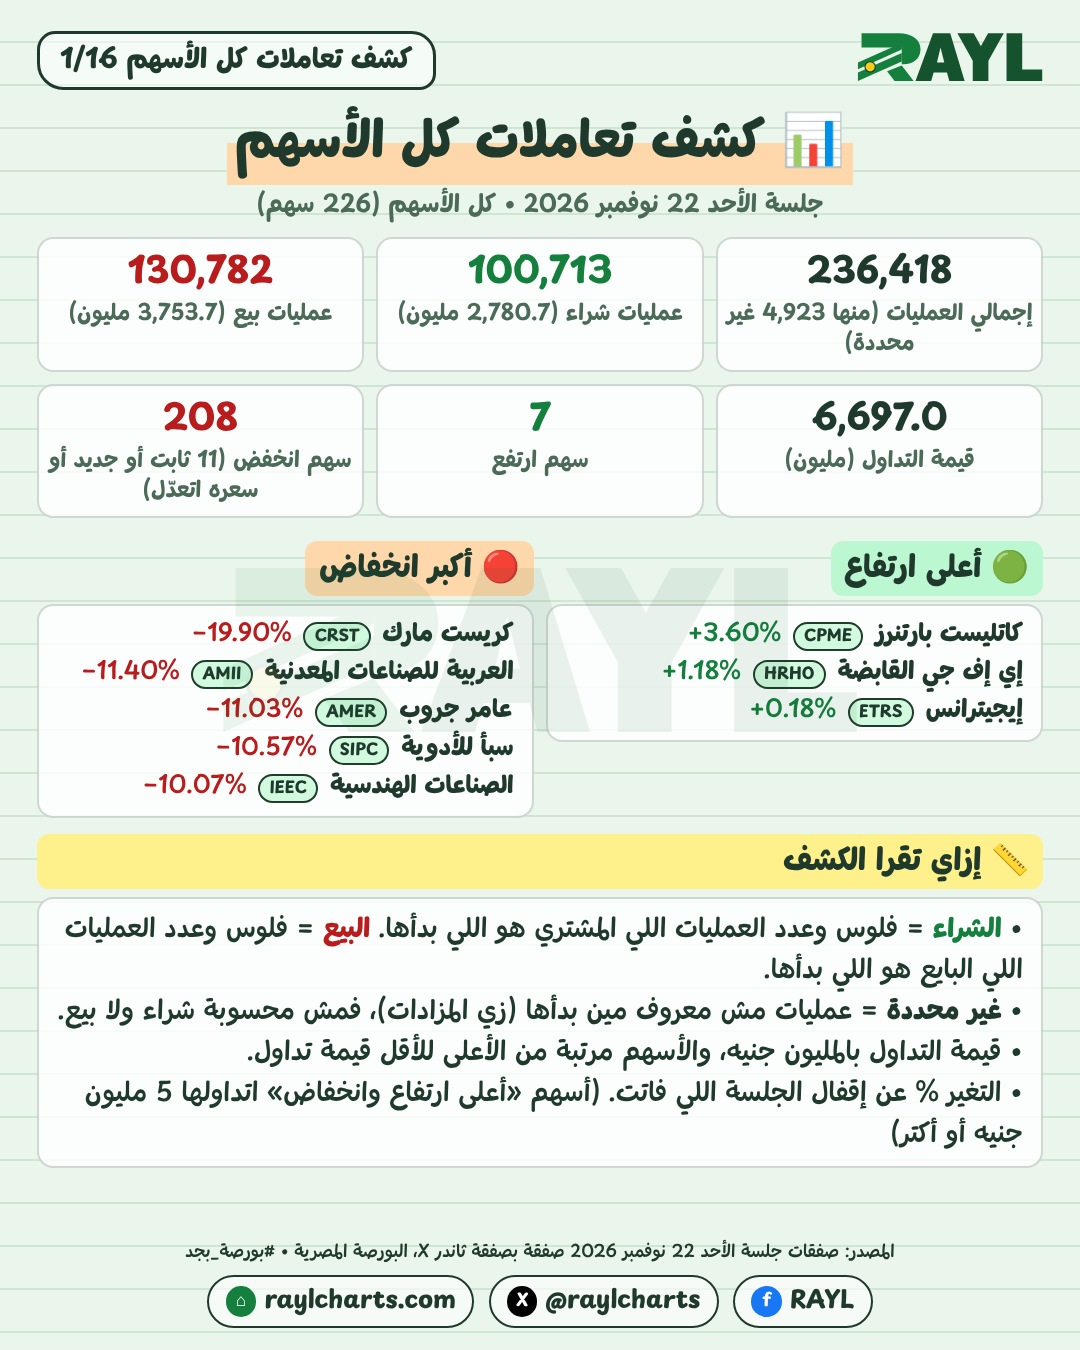 RAYL
كشف تعاملات كل الأسهم 1/16
📊 كشف تعاملات كل الأسهم
جلسة الأحد 22 نوفمبر 2026 • كل الأسهم (226 سهم)
236,418
إجمالي العمليات (منها 4,923 غير
محددة)
100,713
عمليات شراء (2,780.7 مليون)
130,782
عمليات بيع (3,753.7 مليون)
6,697.0
قيمة التداول (مليون)
7
سهم ارتفع
208
سهم انخفض (11 ثابت أو جديد أو
سعره اتعدّل)
🟢 أعلى ارتفاع
كاتليست بارتنرز CPME +3.60%
إي إف جي القابضة HRHO +1.18%
إيجيترانس ETRS +0.18%
🔴 أكبر انخفاض
كريست مارك CRST −19.90%
العربية للصناعات المعدنية AMII −11.40%
عامر جروب AMER −11.03%
سبأ للأدوية SIPC −10.57%
الصناعات الهندسية IEEC −10.07%
📏 إزاي تقرا الكشف
• الشراء = فلوس وعدد العمليات اللي المشتري هو اللي بدأها. البيع = فلوس وعدد العمليات
اللي البايع هو اللي بدأها.
• غير محددة = عمليات مش معروف مين بدأها (زي المزادات)، فمش محسوبة شراء ولا بيع.
• قيمة التداول بالمليون جنيه، والأسهم مرتبة من الأعلى للأقل قيمة تداول.
• التغير % عن إقفال الجلسة اللي فاتت. (أسهم «أعلى ارتفاع وانخفاض» اتداولها 5 مليون
جنيه أو أكتر)
المصدر: صفقات جلسة الأحد 22 نوفمبر 2026 صفقة بصفقة ثاندر X، البورصة المصرية • #بورصة_بجد
RAYL
@raylcharts
raylcharts.com